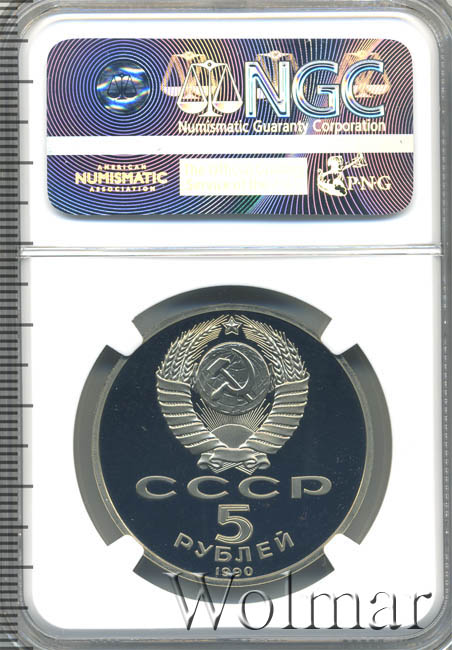 NGC
Numismatic Guaranty Corporation
AMERICAN
NUMISMATIC
ASSOCIATION
PNG
СССР
5
РУБЛЕЙ
1990
Wolmar